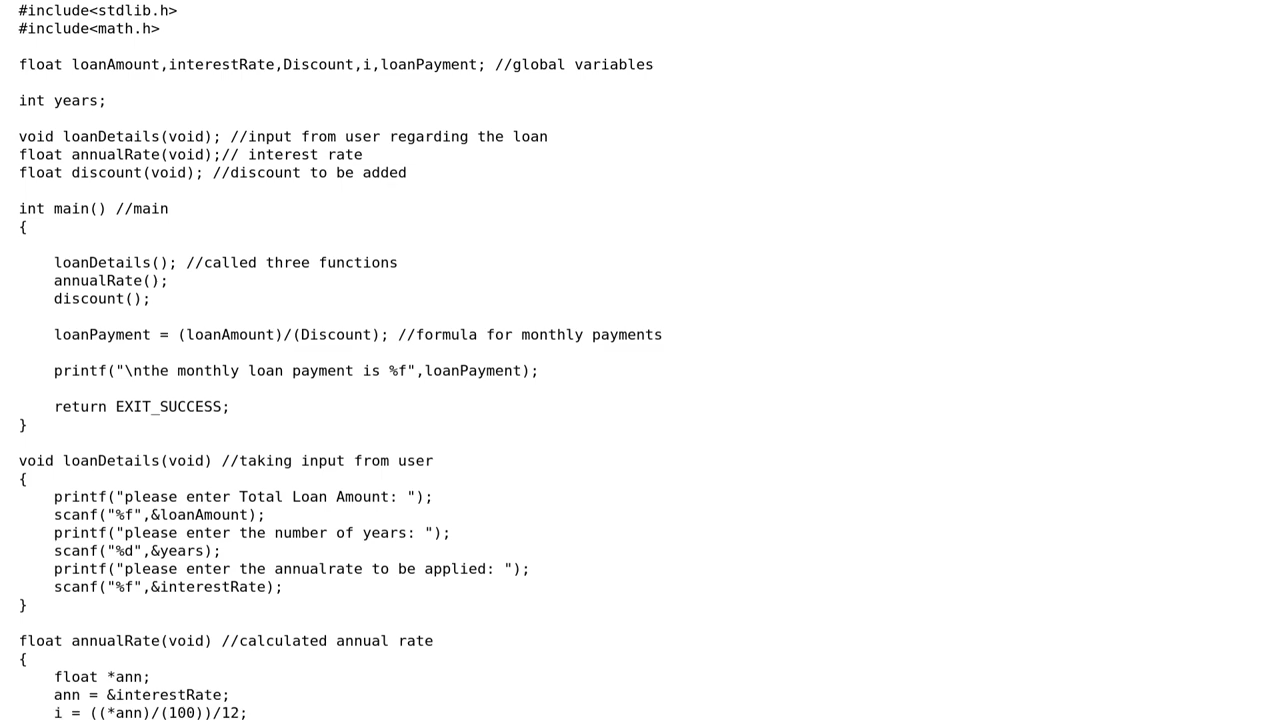 #include<stdlib.h>
#include<math.h>

float loanAmount,interestRate,Discount,i,loanPayment; //global variables

int years;

void loanDetails(void); //input from user regarding the loan
float annualRate(void);// interest rate
float discount(void); //discount to be added

int main() //main
{

    loanDetails(); //called three functions
    annualRate();
    discount();

    loanPayment = (loanAmount)/(Discount); //formula for monthly payments

    printf("\nthe monthly loan payment is %f",loanPayment);

    return EXIT_SUCCESS;
}

void loanDetails(void) //taking input from user
{
    printf("please enter Total Loan Amount: ");
    scanf("%f",&loanAmount);
    printf("please enter the number of years: ");
    scanf("%d",&years);
    printf("please enter the annualrate to be applied: ");
    scanf("%f",&interestRate);
}

float annualRate(void) //calculated annual rate
{
    float *ann;
    ann = &interestRate;
    i = ((*ann)/(100))/12;